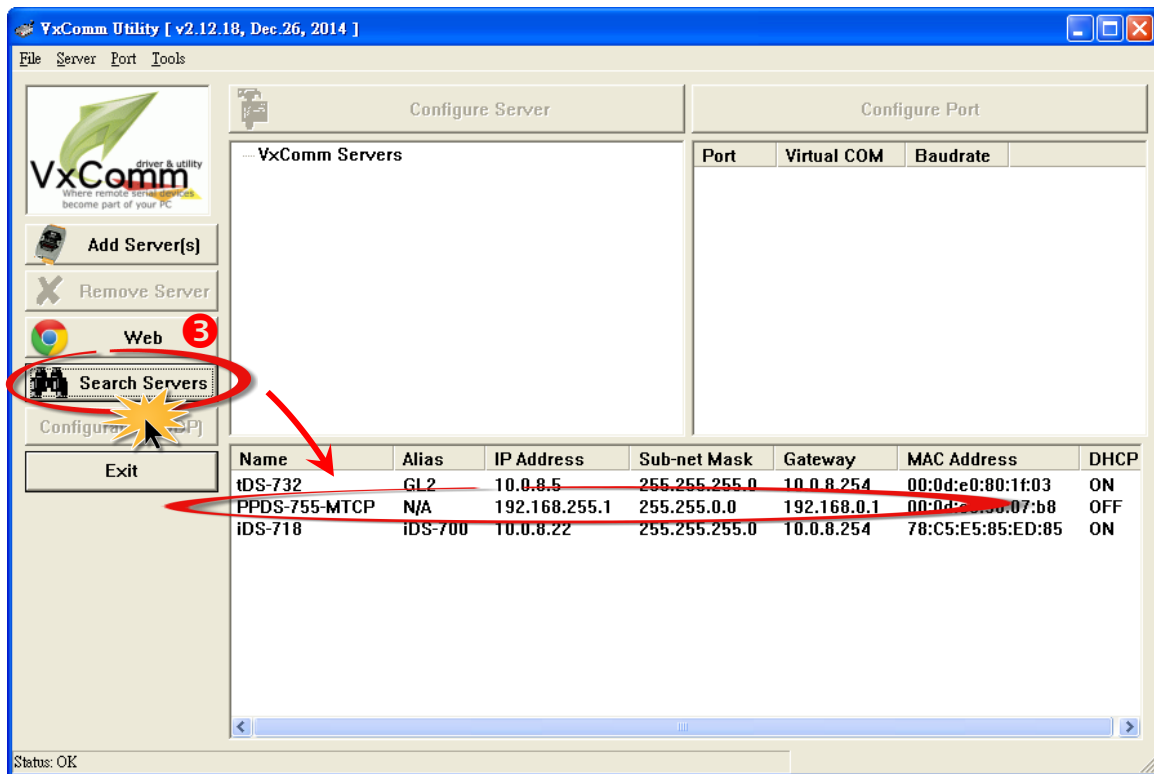 VxComm Utility [ v2.12.18, Dec.26, 2014 ]
File Server Port Tools
driver & utility
VxComm
Where remote serial devices
become part of your PC
Add Server(s)
Remove Server
Web
3
Search Servers
Exit
Configure Server
Configure Port
VxComm Servers
Port Virtual COM Baudrate
Name Alias IP Address Sub-net Mask Gateway MAC Address DHCP
tDS-732 GL2 10.0.8.5 255.255.255.0 10.0.8.254 00:0d:e0:80:1f:03 ON
PPDS-755-MTCP N/A 192.168.255.1 255.255.0.0 192.168.0.1 OFF
iDS-718 iDS-700 10.0.8.22 255.255.255.0 10.0.8.254 78:C5:E5:85:ED:85 ON
Status: OK